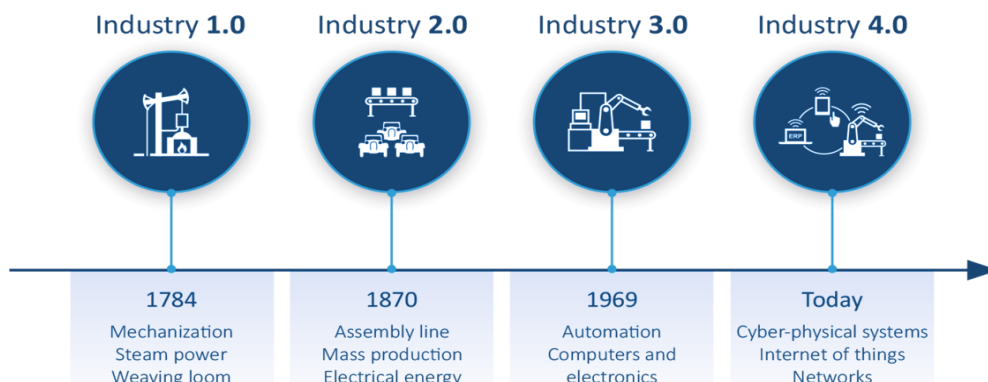 Industry 1.0
Industry 2.0
Industry 3.0
Industry 4.0
ERP
1784
Mechanization
Steam power
Weaving loom
1870
Assembly line
Mass production
Electrical energy
1969
Automation
Computers and
electronics
Today
Cyber-physical systems
Internet of things
Networks